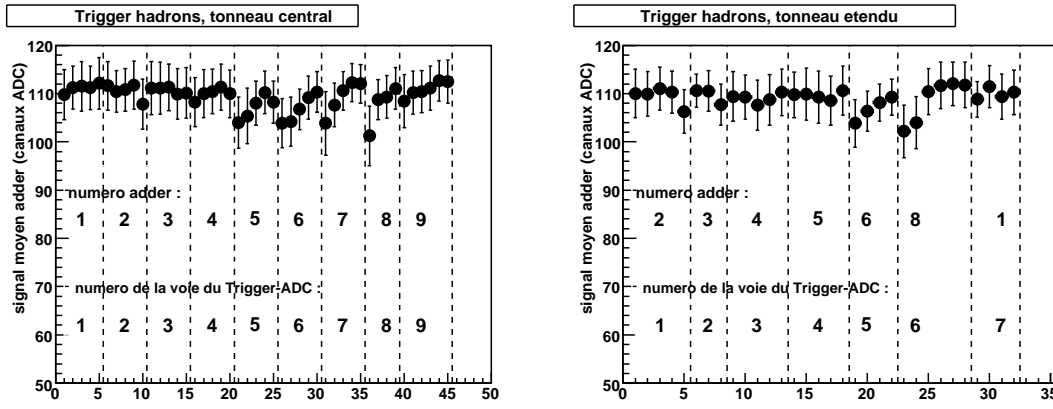 Trigger hadrons, tonneau central
signal moyen adder (canaux ADC)
120
110
100
90
80
70
60
50
numero adder :
1 2 3 4 5 6 7 8 9
numero de la voie du Trigger-ADC :
1 2 3 4 5 6 7 8 9
0 5 10 15 20 25 30 35 40 45 50
Trigger hadrons, tonneau etendu
signal moyen adder (canaux ADC)
120
110
100
90
80
70
60
50
numero adder :
2 3 4 5 6 8 1
numero de la voie du Trigger-ADC :
1 2 3 4 5 6 7
0 5 10 15 20 25 30 35